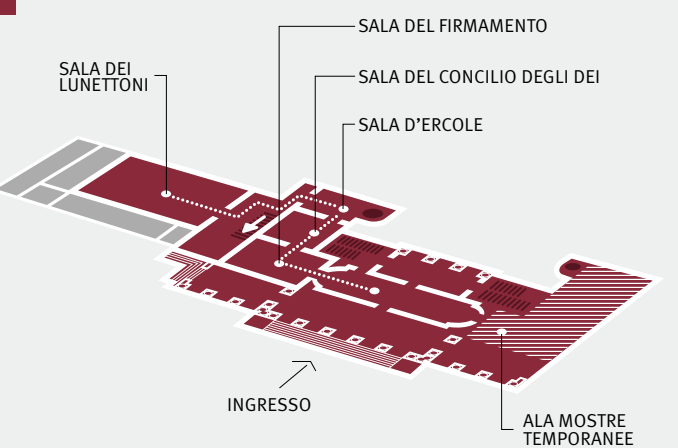 SALA DEL FIRMAMENTO
SALA DEI
LUNETTONI
SALA DEL CONCILIO DEGLI DEI
SALA D’ERCOLE
INGRESSO
ALA MOSTRE
TEMPORANEE